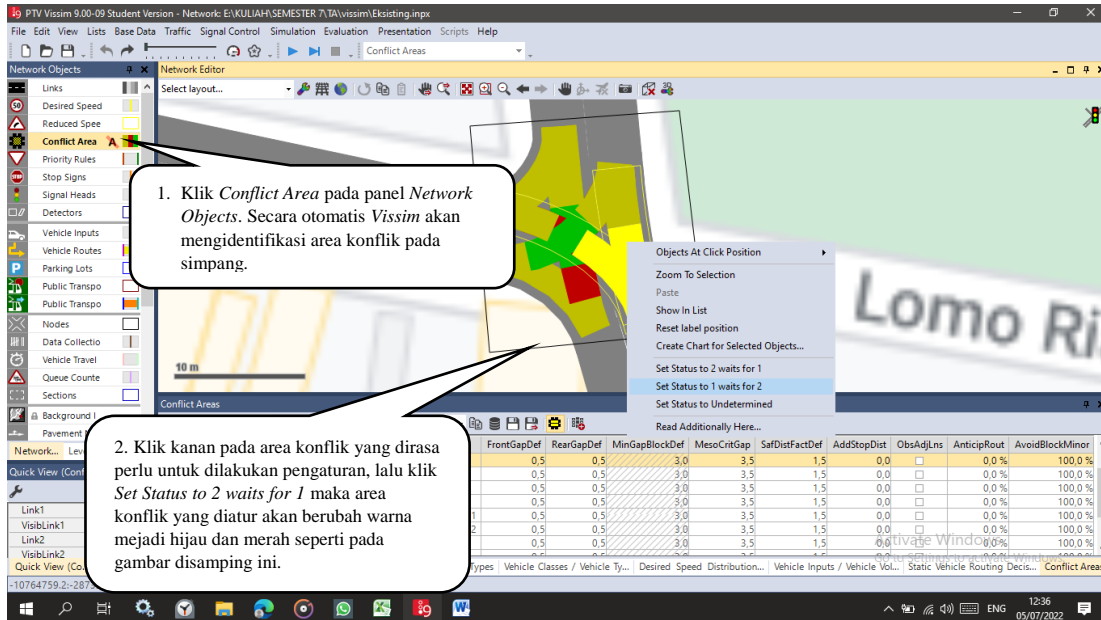 PTV Vissim 9.00-09 Student Version - Network: E:\KULIAH\SEMESTER 7\TA\vissim\Eksisting.inpx
File Edit View Lists Base Data Traffic Signal Control Simulation Evaluation Presentation Scripts Help
Conflict Areas
Network Objects
Network Editor
Links
Select layout...
Desired Speed
Reduced Spee
Conflict Area
Priority Rules
Stop Signs
Signal Heads
Detectors
Vehicle Inputs
Vehicle Routes
Parking Lots
Public Transpo
Public Transpo
Nodes
Data Collectio
Vehicle Travel
Queue Counte
Sections
Background I
Pavement
1. Klik Conflict Area pada panel Network
Objects. Secara otomatis Vissim akan
mengidentifikasi area konflik pada
simpang.
Objects At Click Position
Zoom To Selection
Paste
Show In List
Reset label position
Create Chart for Selected Objects...
Set Status to 2 waits for 1
Set Status to 1 waits for 2
Set Status to Undetermined
Read Additionally Here...
Lomo Ri
10 m
Conflict Areas
2. Klik kanan pada area konflik yang dirasa
perlu untuk dilakukan pengaturan, lalu klik
Set Status to 2 waits for 1 maka area
konflik yang diatur akan berubah warna
mejadi hijau dan merah seperti pada
gambar disamping ini.
Network... Lev
Quick View (Conf
Link1
VisibLink1
Link2
VisibLink2
Quick View (Co.
FrontGapDef RearGapDef MinGapBlockDef MesoCritGap SafDistFactDef AddStopDist ObsAdjLns AnticipRout AvoidBlockMinor
0,5 0,5 3,0 3,5 1,5 0,0 0,0 % 100,0 %
0,5 0,5 3,0 3,5 1,5 0,0 0,0 % 100,0 %
0,5 0,5 3,0 3,5 1,5 0,0 0,0 % 100,0 %
0,5 0,5 3,0 3,5 1,5 0,0 0,0 % 100,0 %
1 0,5 0,5 3,0 3,5 1,5 0,0 0,0 % 100,0 %
2 0,5 0,5 3,0 3,5 1,5 0,0 0,0 % 100,0 %
0,5 0,5 3,0 3,5 1,5 0,0 0,0 % 100,0 %
Activate Windows
Go to Settings to activate Windows.
Types Vehicle Classes / Vehicle Ty... Desired Speed Distribution... Vehicle Inputs / Vehicle Vol... Static Vehicle Routing Decis... Conflict Areas
ENG
12:36
05/07/2022